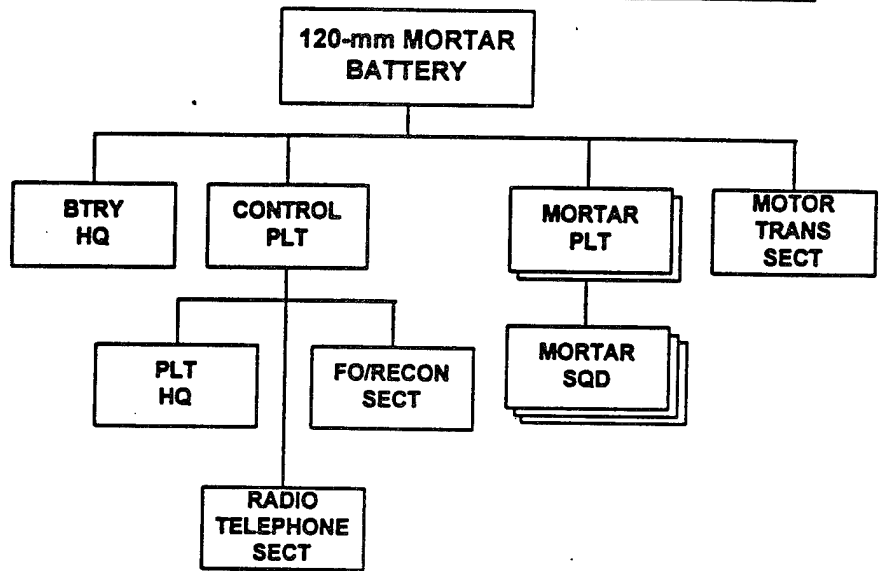 120-mm MORTAR
BATTERY
BTRY
HQ
CONTROL
PLT
MORTAR
PLT
MOTOR
TRANS
SECT
PLT
HQ
FO/RECON
SECT
MORTAR
SQD
RADIO
TELEPHONE
SECT